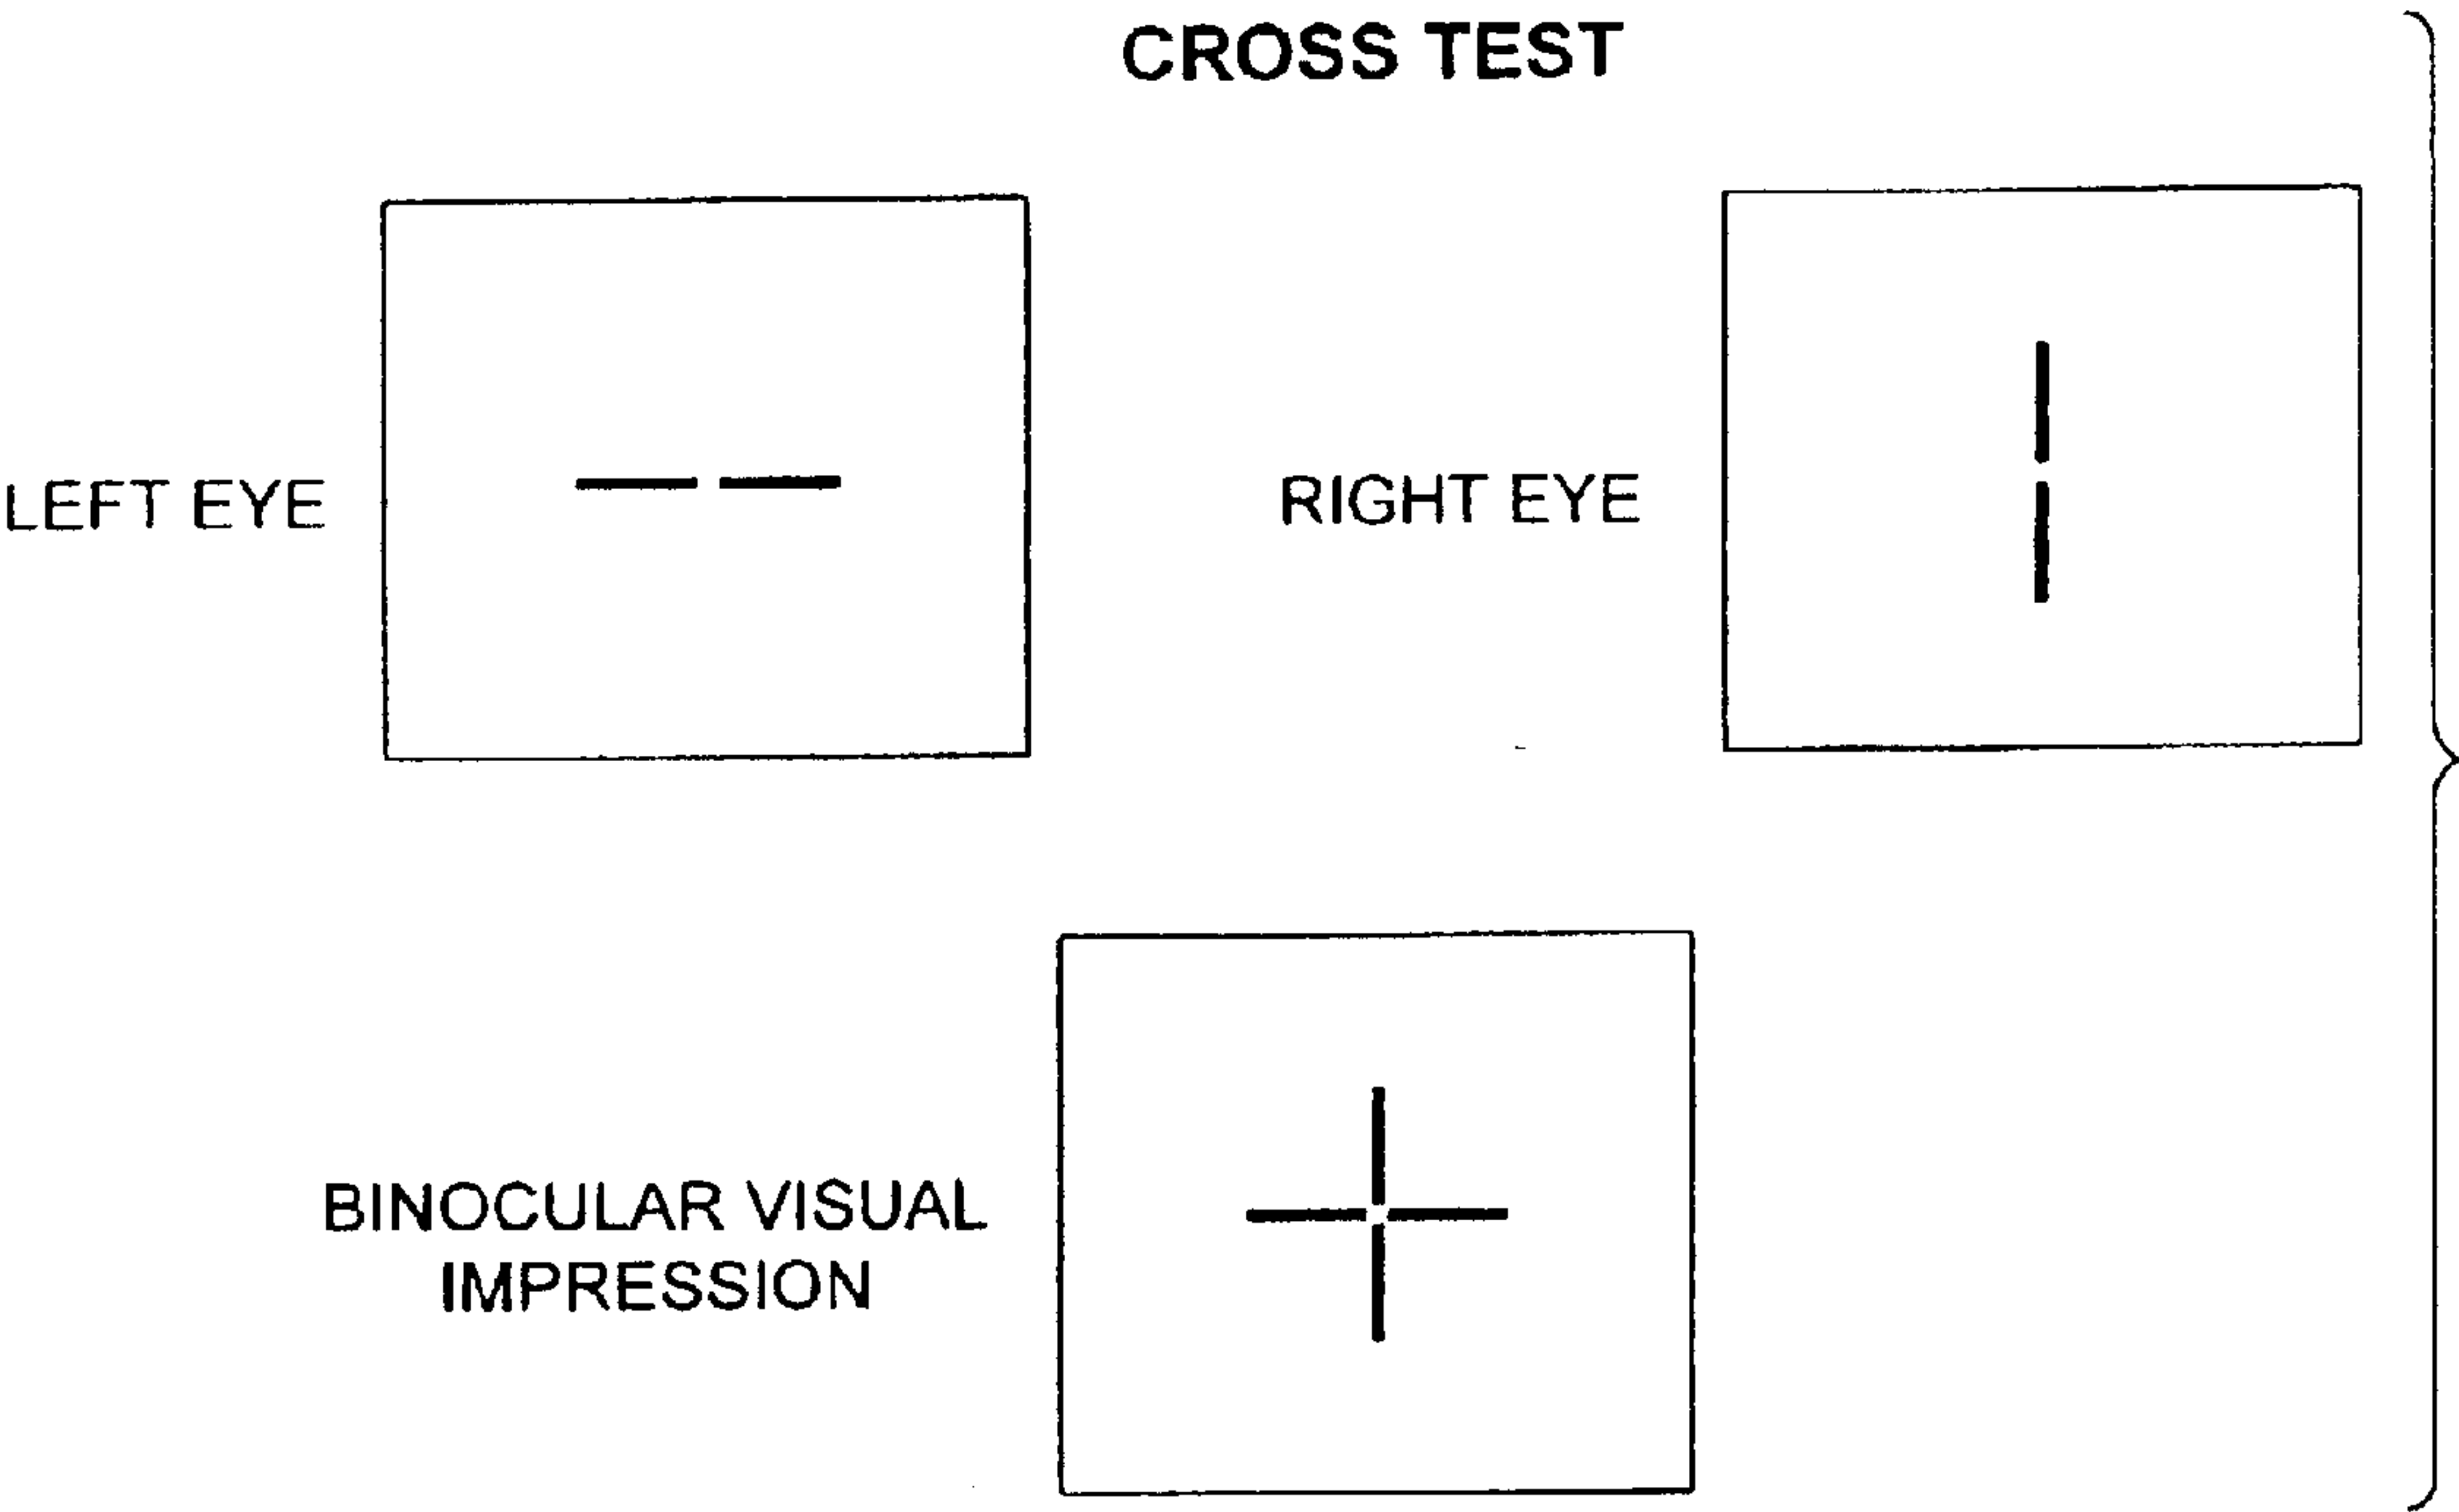 CROSS TEST
LEFT EYE
RIGHT EYE
BINOCULAR VISUAL
IMPRESSION